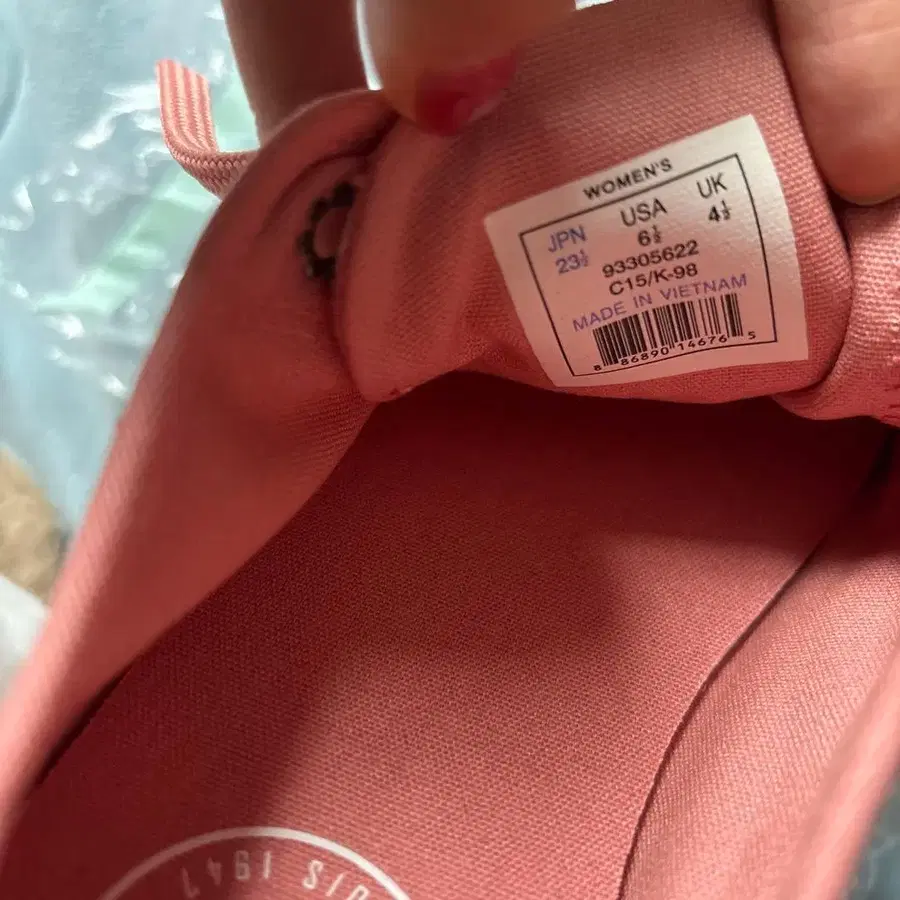 WOMEN'S
JPN USA UK
23½ 6½ 4½
93305622
C15/K-98
MADE IN VIETNAM
8 86890 14676 5
1947